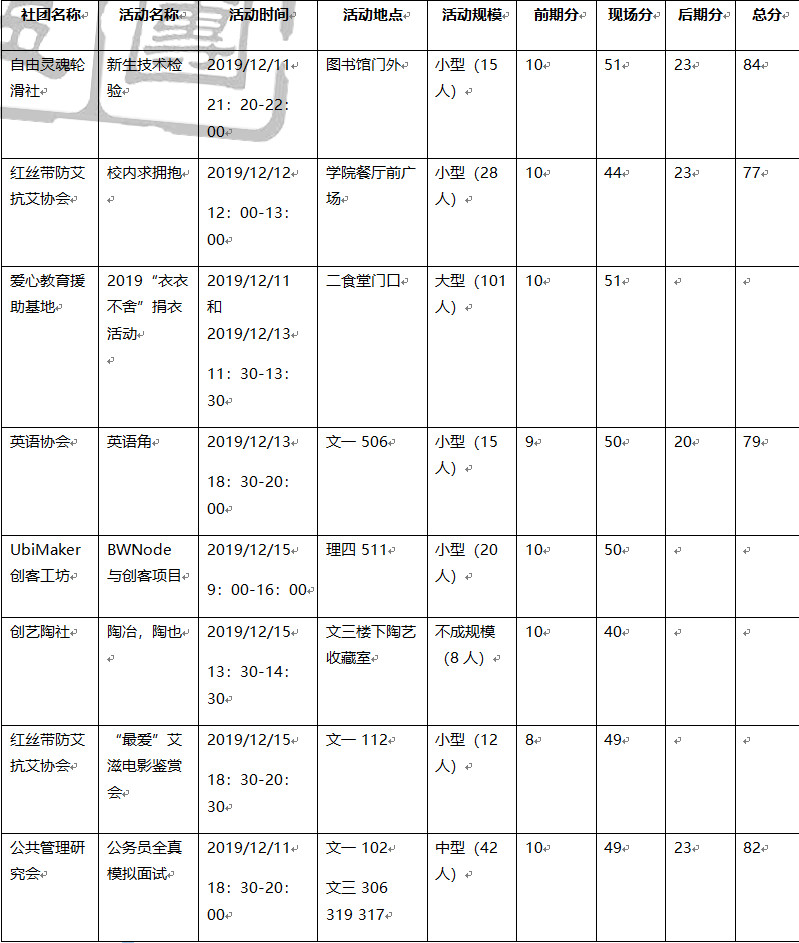 社团名称 活动名称 活动时间 活动地点 活动规模 前期分 现场分 后期分 总分
自由灵魂轮 新生技术检 2019/12/11 图书馆门外 小型（15 10 51 23 84
滑社 验 21：20-22： 人）
00
红丝带防艾 校内求拥抱 2019/12/12 学院餐厅前广 小型（28 10 44 23 77
抗艾协会 12：00-13： 场 人）
00
爱心教育援 2019“衣衣 2019/12/11 二食堂门口 大型（101 10 51
助基地 不舍”捐衣 和 人）
活动 2019/12/13
11：30-13：
30
英语协会 英语角 2019/12/13 文一 506 小型（15 9 50 20 79
18：30-20： 人）
00
UbiMaker BWNode 2019/12/15 理四 511 小型（20 10 50
创客工坊 与创客项目 9：00-16：00 人）
创艺陶社 陶冶，陶也 2019/12/15 文三楼下陶艺 不成规模 10 40
13：30-14： 收藏室 （8 人）
30
红丝带防艾 “最爱”艾 2019/12/15 文一 112 小型（12 8 49
抗艾协会 滋电影鉴赏 18：30-20： 人）
会 30
公共管理研 公务员全真 2019/12/11 文一 102 中型（42 10 49 23 82
究会 模拟面试 18：30-20： 文三 306 人）
00 319 317